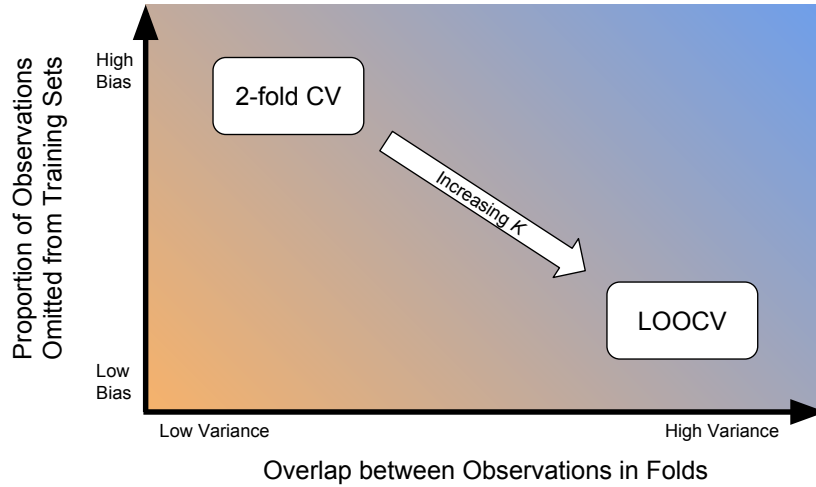 Proportion of Observations
Omitted from Training Sets
High
Bias
2-fold CV
Increasing K
LOOCV
Low
Bias
Low Variance
High Variance
Overlap between Observations in Folds